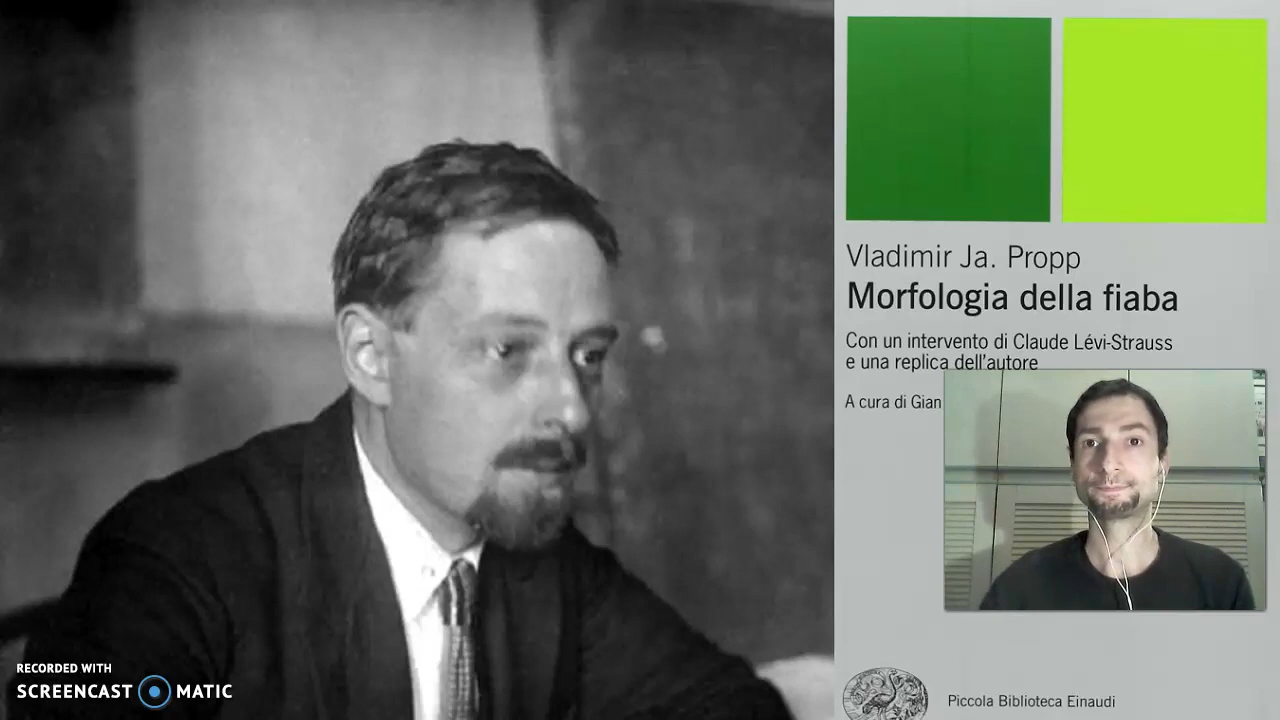 Vladimir Ja. Propp
Morfologia della fiaba
Con un intervento di Claude Lévi-Strauss
e una replica dell'autore
A cura di Gian
Piccola Biblioteca Einaudi
RECORDED WITH
SCREENCAST MATIC